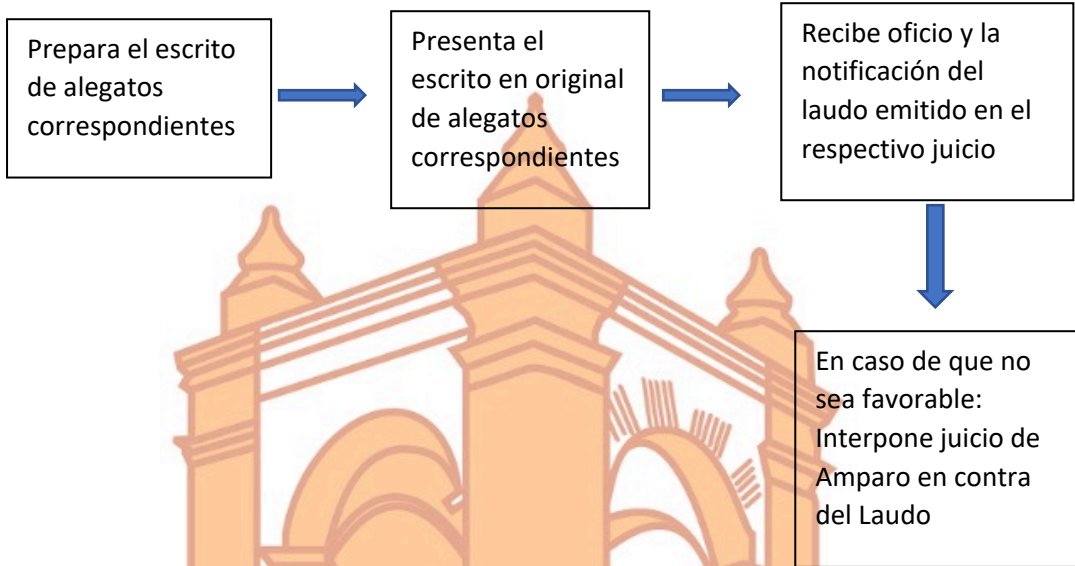 Prepara el escrito
de alegatos
correspondientes
Presenta el
escrito en original
de alegatos
correspondientes
Recibe oficio y la
notificación del
laudo emitido en el
respectivo juicio
En caso de que no
sea favorable:
Interpone juicio de
Amparo en contra
del Laudo